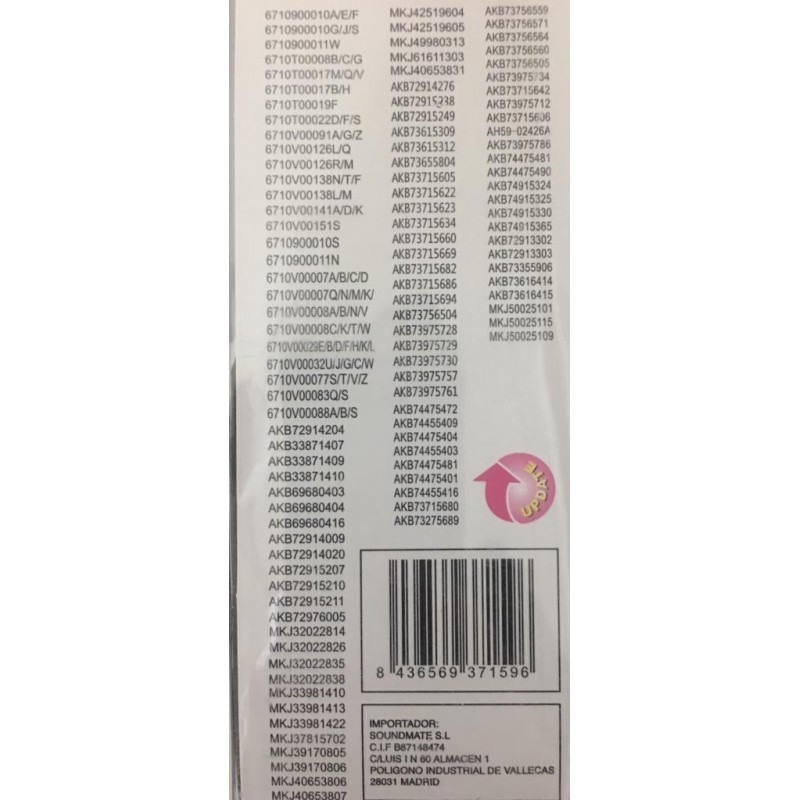 6710900010A/E/F
6710900010G/J/S
6710900011W
6710T00008B/C/G
6710T00017M/Q/V
6710T00017B/H
6710T00019F
6710T00022D/F/S
6710V00091A/G/Z
6710V00126L/Q
6710V00126R/M
6710V00138N/T/F
6710V00138L/M
6710V00141A/D/K
6710V00151S
6710900010S
6710900011N
6710V00007A/B/C/D
6710V00007Q/N/M/K/
6710V00008A/B/N/V
6710V00008C/K/T/W
6710V00029E/B/D/F/H/K/L
6710V00032U/J/G/C/W
6710V00077S/T/V/Z
6710V00083Q/S
6710V00088A/B/S
AKB72914204
AKB33871407
AKB33871409
AKB33871410
AKB69680403
AKB69680404
AKB69680416
AKB72914009
AKB72914020
AKB72915207
AKB72915210
AKB72915211
AKB72976005
MKJ32022814
MKJ32022826
MKJ32022835
MKJ32022838
MKJ33981410
MKJ33981413
MKJ33981422
MKJ37815702
MKJ39170805
MKJ39170806
MKJ40653806
MKJ40653807
MKJ42519604
MKJ42519605
MKJ49980313
MKJ61611303
MKJ40653831
AKB72914276
AKB72915238
AKB72915249
AKB73615309
AKB73615312
AKB73655804
AKB73715605
AKB73715622
AKB73715623
AKB73715634
AKB73715660
AKB73715669
AKB73715682
AKB73715686
AKB73715694
AKB73756504
AKB73975728
AKB73975729
AKB73975730
AKB73975757
AKB73975761
AKB74475472
AKB74455409
AKB74475404
AKB74455403
AKB74475481
AKB74475401
AKB74455416
AKB73715680
AKB73275689
AKB73756559
AKB73756571
AKB73756564
AKB73756560
AKB73756505
AKB73975734
AKB73715642
AKB73975712
AKB73715606
AH59-02426A
AKB73975786
AKB74475481
AKB74475490
AKB74915324
AKB74915325
AKB74915330
AKB74915365
AKB72913302
AKB72913303
AKB73355906
AKB73616414
AKB73616415
MKJ50025101
MKJ50025115
MKJ50025109
UPDATE
8 436569 371596
IMPORTADOR:
SOUNDMATE S.L
C.I.F B87148474
C/LUIS I N 60 ALMACEN 1
POLIGONO INDUSTRIAL DE VALLECAS
28031 MADRID